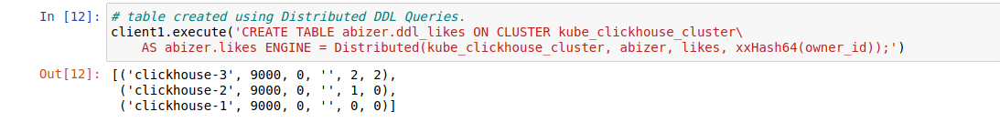 In [12]: # table created using Distributed DDL Queries.
client1.execute('CREATE TABLE abizer.ddl_likes ON CLUSTER kube_clickhouse_cluster\
    AS abizer.likes ENGINE = Distributed(kube_clickhouse_cluster, abizer, likes, xxHash64(owner_id));')
Out[12]: [('clickhouse-3', 9000, 0, '', 2, 2),
 ('clickhouse-2', 9000, 0, '', 1, 0),
 ('clickhouse-1', 9000, 0, '', 0, 0)]